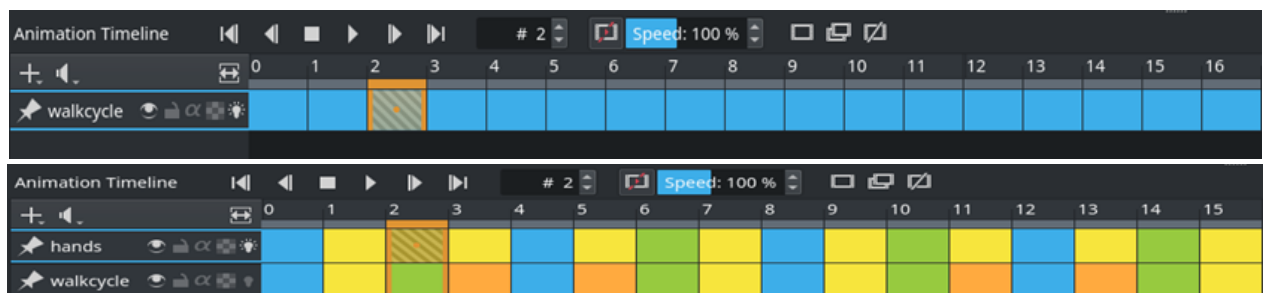 Animation Timeline # 2 Speed: 100 %
0 1 2 3 4 5 6 7 8 9 10 11 12 13 14 15 16
walkcycle α
Animation Timeline # 2 Speed: 100 %
0 1 2 3 4 5 6 7 8 9 10 11 12 13 14 15
hands α
walkcycle α